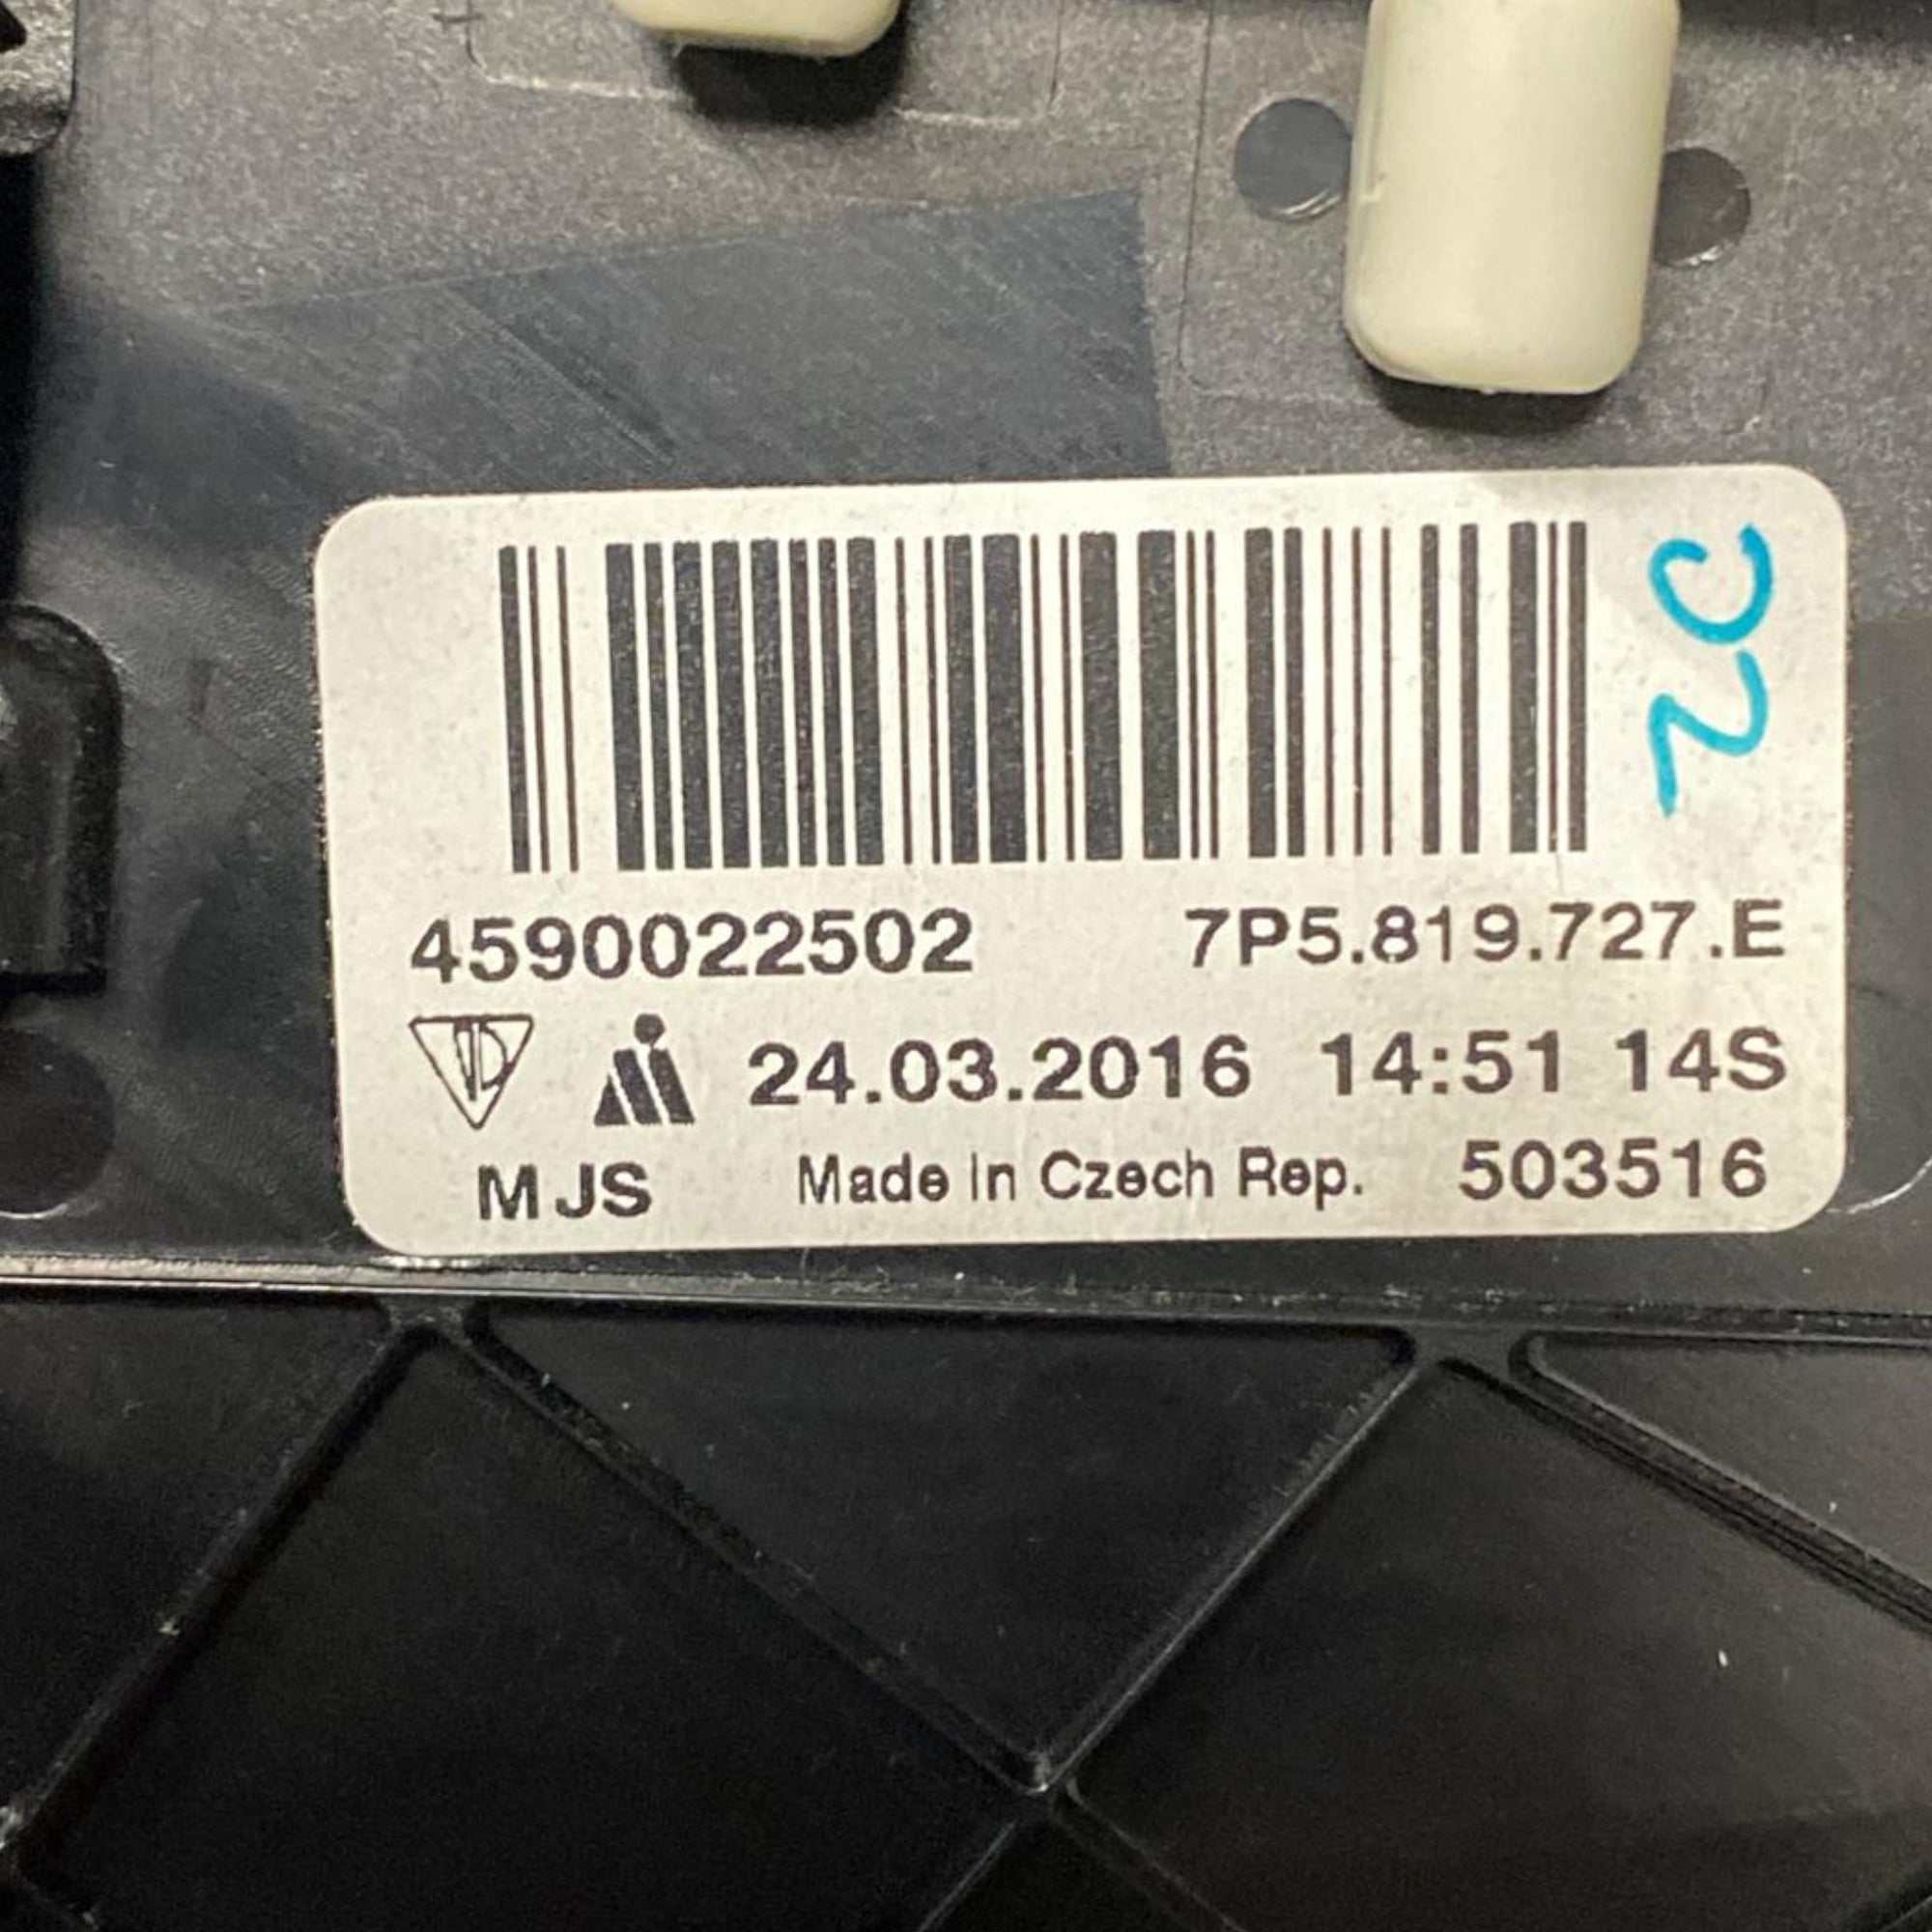 4590022502 7P5.819.727.E
24.03.2016 14:51 14S
MJS Made in Czech Rep. 503516